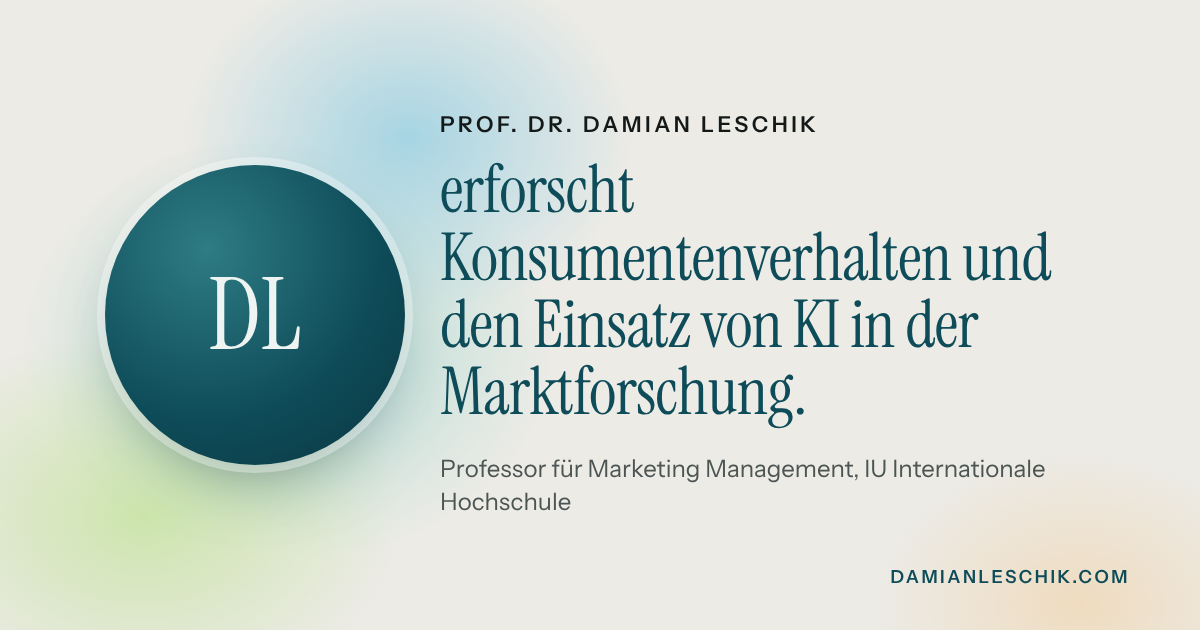 PROF. DR. DAMIAN LESCHIK
erforscht
Konsumentenverhalten und
den Einsatz von KI in der
Marktforschung.
DL
Professor für Marketing Management, IU Internationale
Hochschule
DAMIANLESCHIK.COM